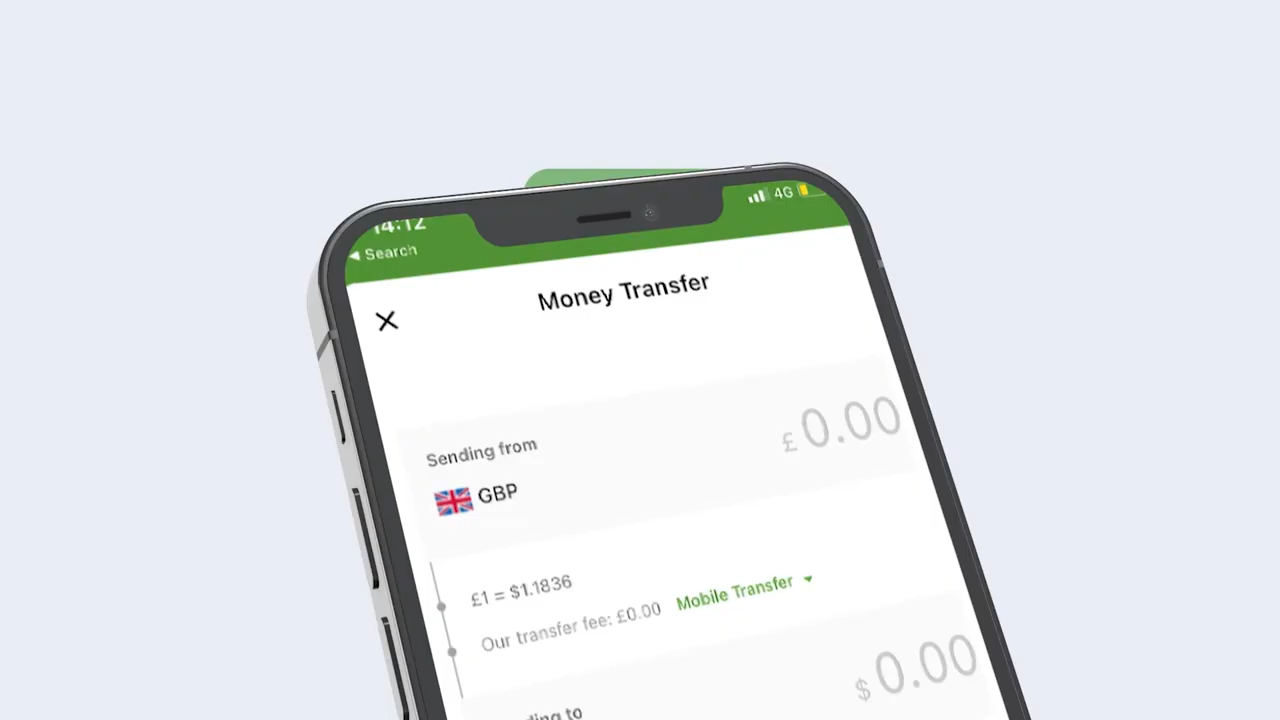 14:12
4G
Search
Money Transfer
Sending from
£ 0.00
GBP
£1 = $1.1836
Our transfer fee: £0.00 Mobile Transfer
$ 0.00
to